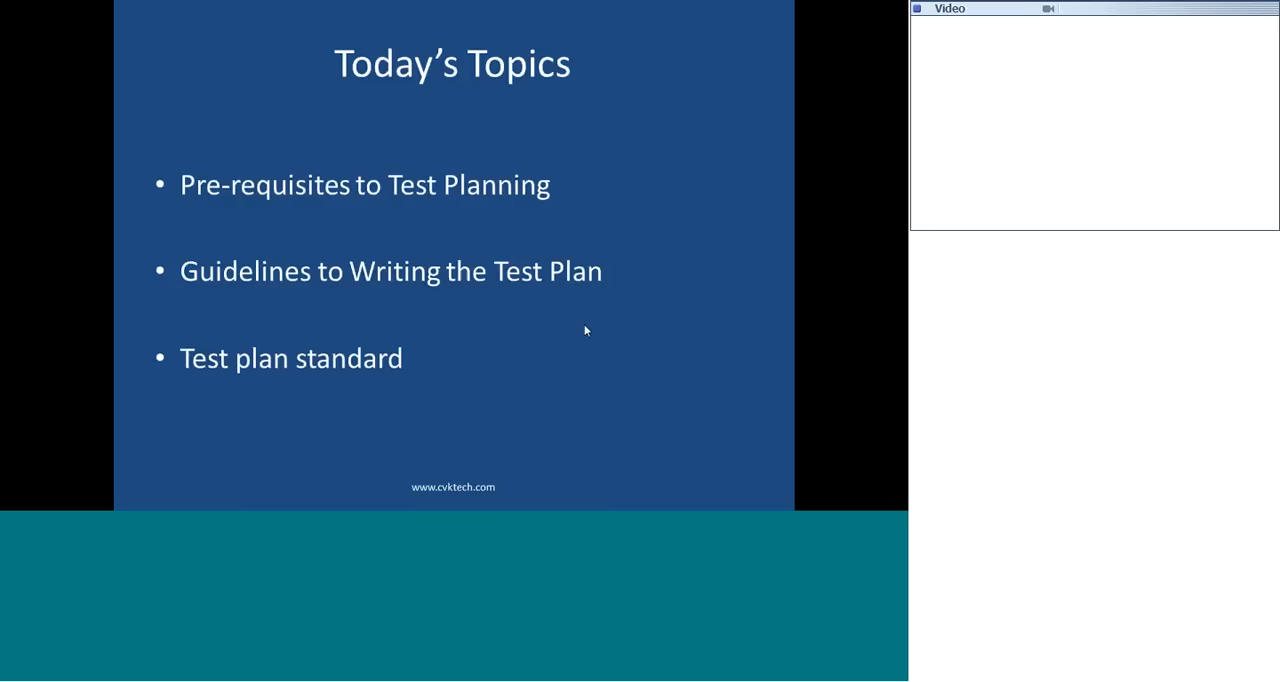 Video
Today’s Topics
• Pre-requisites to Test Planning
• Guidelines to Writing the Test Plan
• Test plan standard
www.cvktech.com